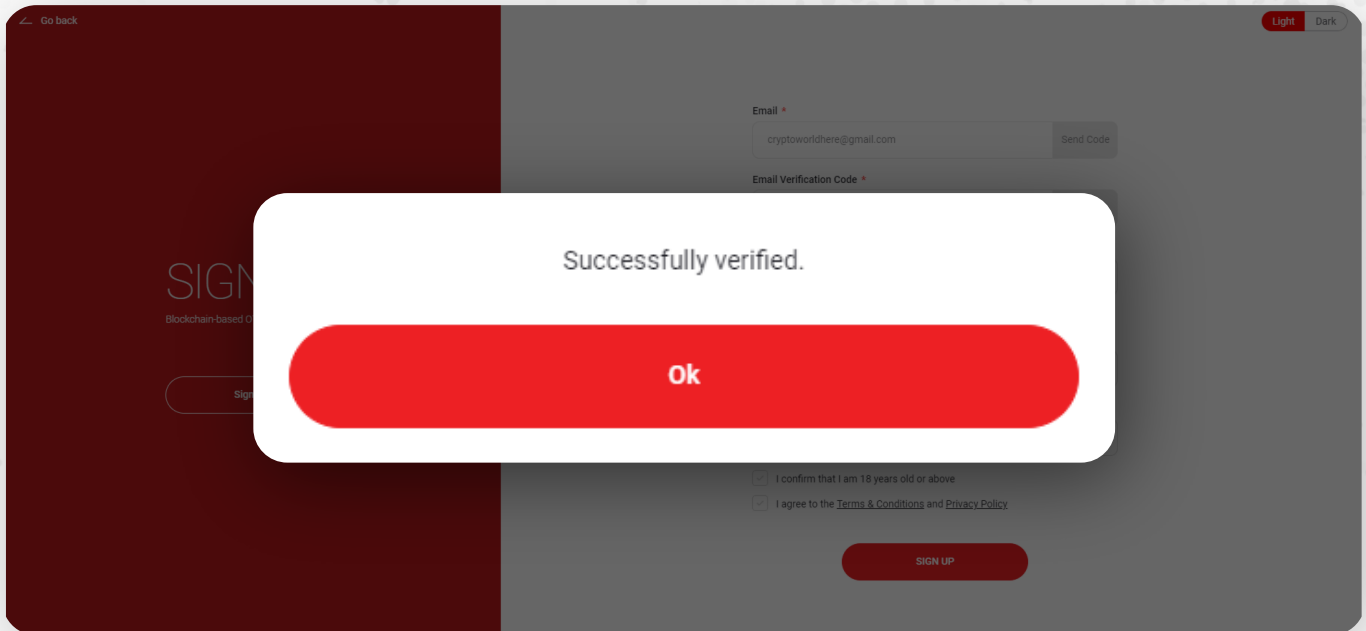 Go back
Light Dark
Email *
cryptoworldhere@gmail.com Send Code
Email Verification Code *
Successfully verified.
SIGN
Blockchain-based
Ok
Sign
I confirm that I am 18 years old or above
I agree to the Terms & Conditions and Privacy Policy
SIGN UP